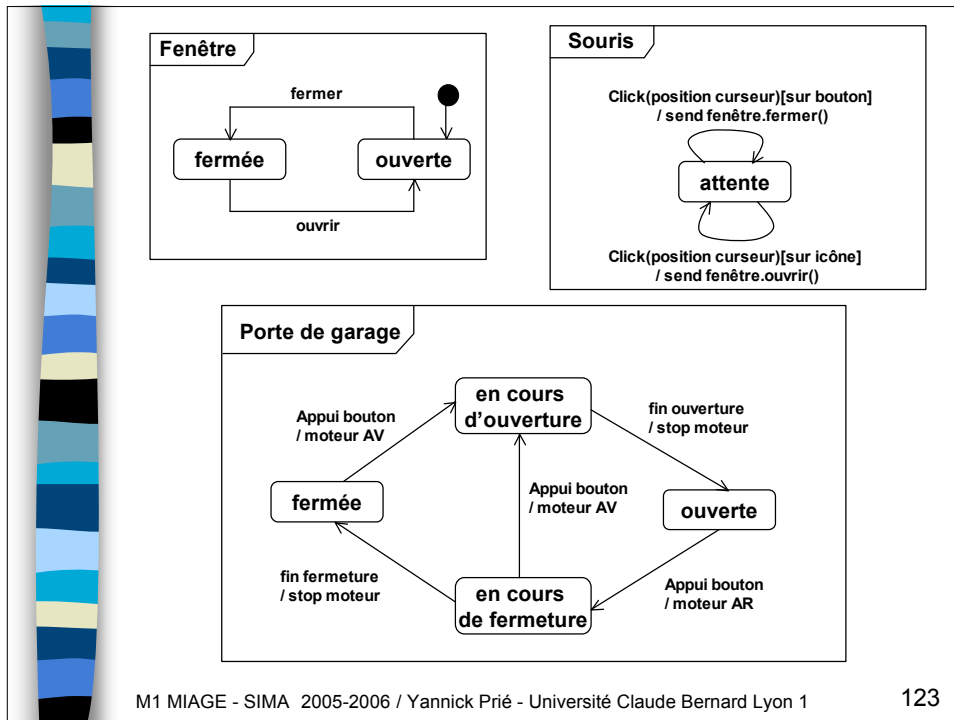 Fenêtre
fermer
fermée
ouverte
ouvrir
Souris
Click(position curseur)[sur bouton]
/ send fenêtre.fermer()
attente
Click(position curseur)[sur icône]
/ send fenêtre.ouvrir()
Porte de garage
en cours
d'ouverture
Appui bouton
/ moteur AV
fin ouverture
/ stop moteur
Appui bouton
/ moteur AV
fermée
ouverte
fin fermeture
/ stop moteur
en cours
de fermeture
Appui bouton
/ moteur AR
M1 MIAGE - SIMA 2005-2006 / Yannick Prié - Université Claude Bernard Lyon 1
123